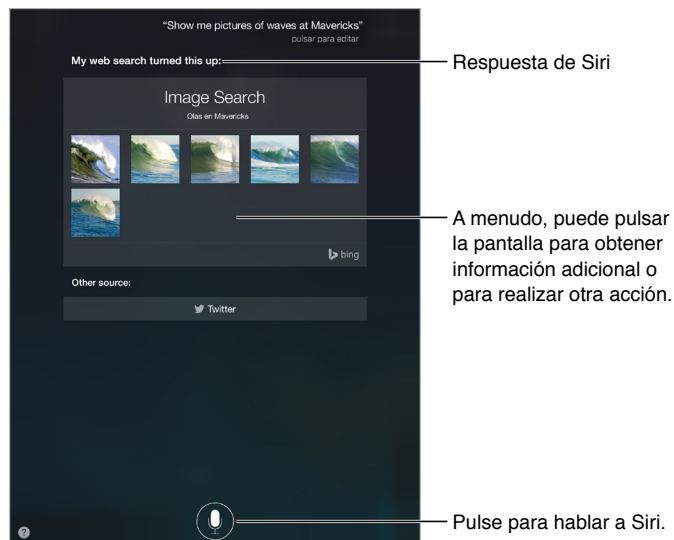 “Show me pictures of waves at Mavericks”
pulsar para editar
My web search turned this up:
Respuesta de Siri
Image Search
Olas en Mavericks
A menudo, puede pulsar
la pantalla para obtener
información adicional o
para realizar otra acción.
bing
Other source:
Twitter
Pulse para hablar a Siri.
?